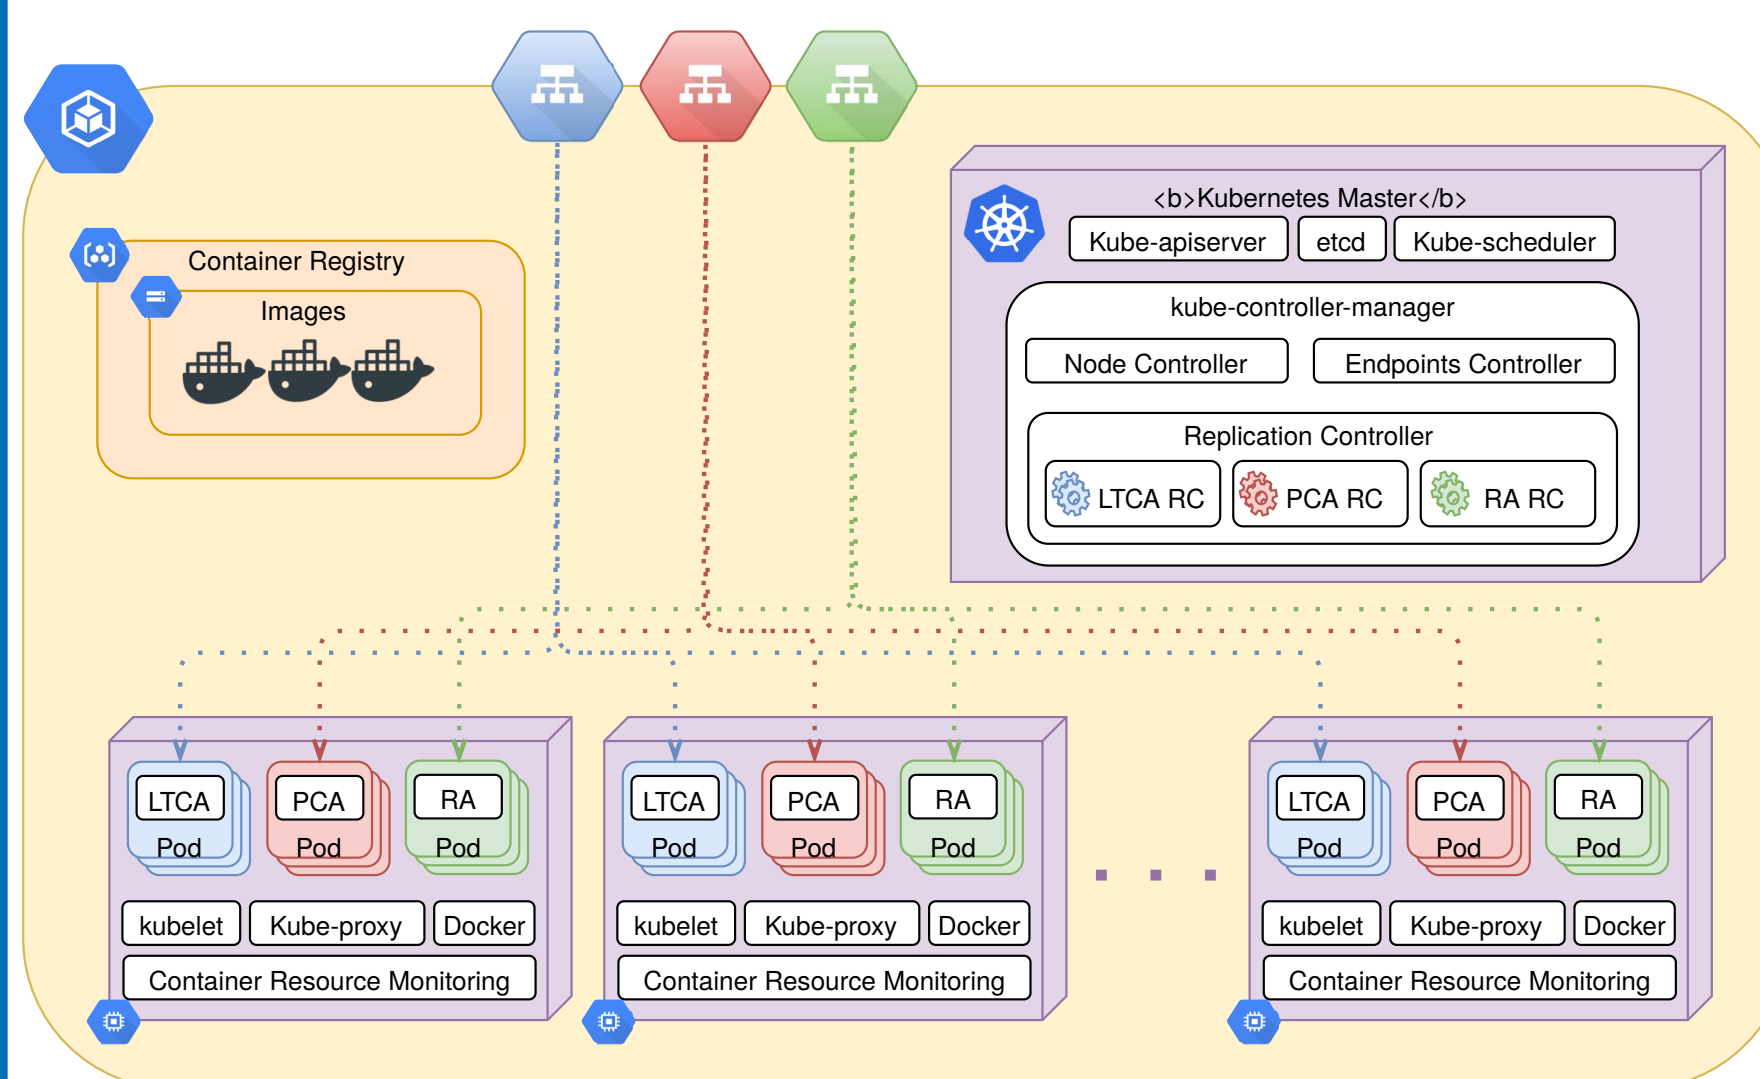 <b>Kubernetes Master</b>
Kube-apiserver
etcd
Kube-scheduler
Container Registry
Images
kube-controller-manager
Node Controller
Endpoints Controller
Replication Controller
LTCA RC
PCA RC
RA RC
LTCA
Pod
PCA
Pod
RA
Pod
kubelet
Kube-proxy
Docker
Container Resource Monitoring
LTCA
Pod
PCA
Pod
RA
Pod
kubelet
Kube-proxy
Docker
Container Resource Monitoring
LTCA
Pod
PCA
Pod
RA
Pod
kubelet
Kube-proxy
Docker
Container Resource Monitoring